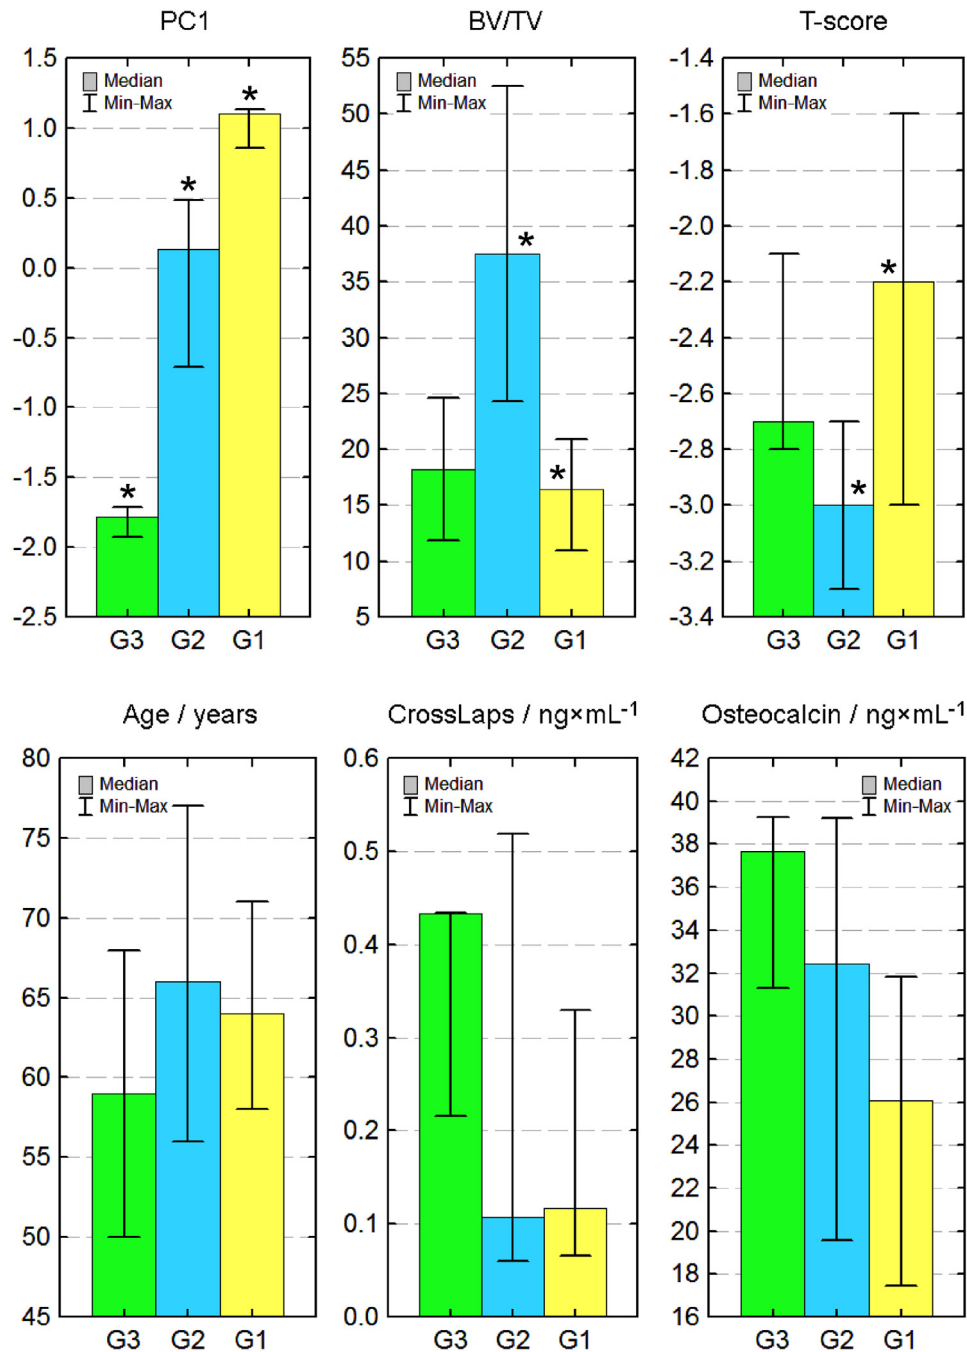 PC1
1.5
1.0
0.5
0.0
-0.5
-1.0
-1.5
-2.0
-2.5
Median
Min-Max
*
*
*
G3 G2 G1
BV/TV
55
50
45
40
35
30
25
20
15
10
5
Median
Min-Max
*
*
G3 G2 G1
T-score
-1.4
-1.6
-1.8
-2.0
-2.2
-2.4
-2.6
-2.8
-3.0
-3.2
-3.4
Median
Min-Max
*
*
G3 G2 G1
Age / years
80
75
70
65
60
55
50
45
Median
Min-Max
G3 G2 G1
CrossLaps / ng×mL⁻¹
0.6
0.5
0.4
0.3
0.2
0.1
0.0
Median
Min-Max
G3 G2 G1
Osteocalcin / ng×mL⁻¹
42
40
38
36
34
32
30
28
26
24
22
20
18
16
Median
Min-Max
G3 G2 G1